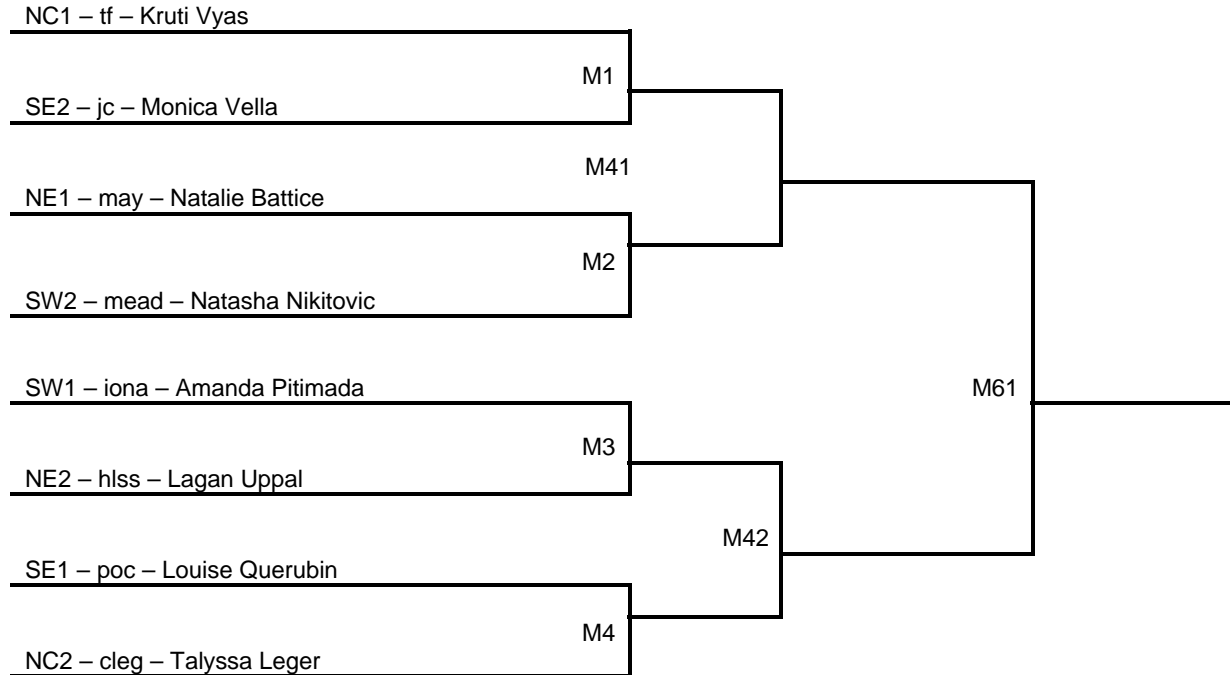 NC1 – tf – Kruti Vyas
M1
SE2 – jc – Monica Vella
M41
NE1 – may – Natalie Battice
M2
SW2 – mead – Natasha Nikitovic
SW1 – iona – Amanda Pitimada
M61
M3
NE2 – hlss – Lagan Uppal
M42
SE1 – poc – Louise Querubin
M4
NC2 – cleg – Talyssa Leger